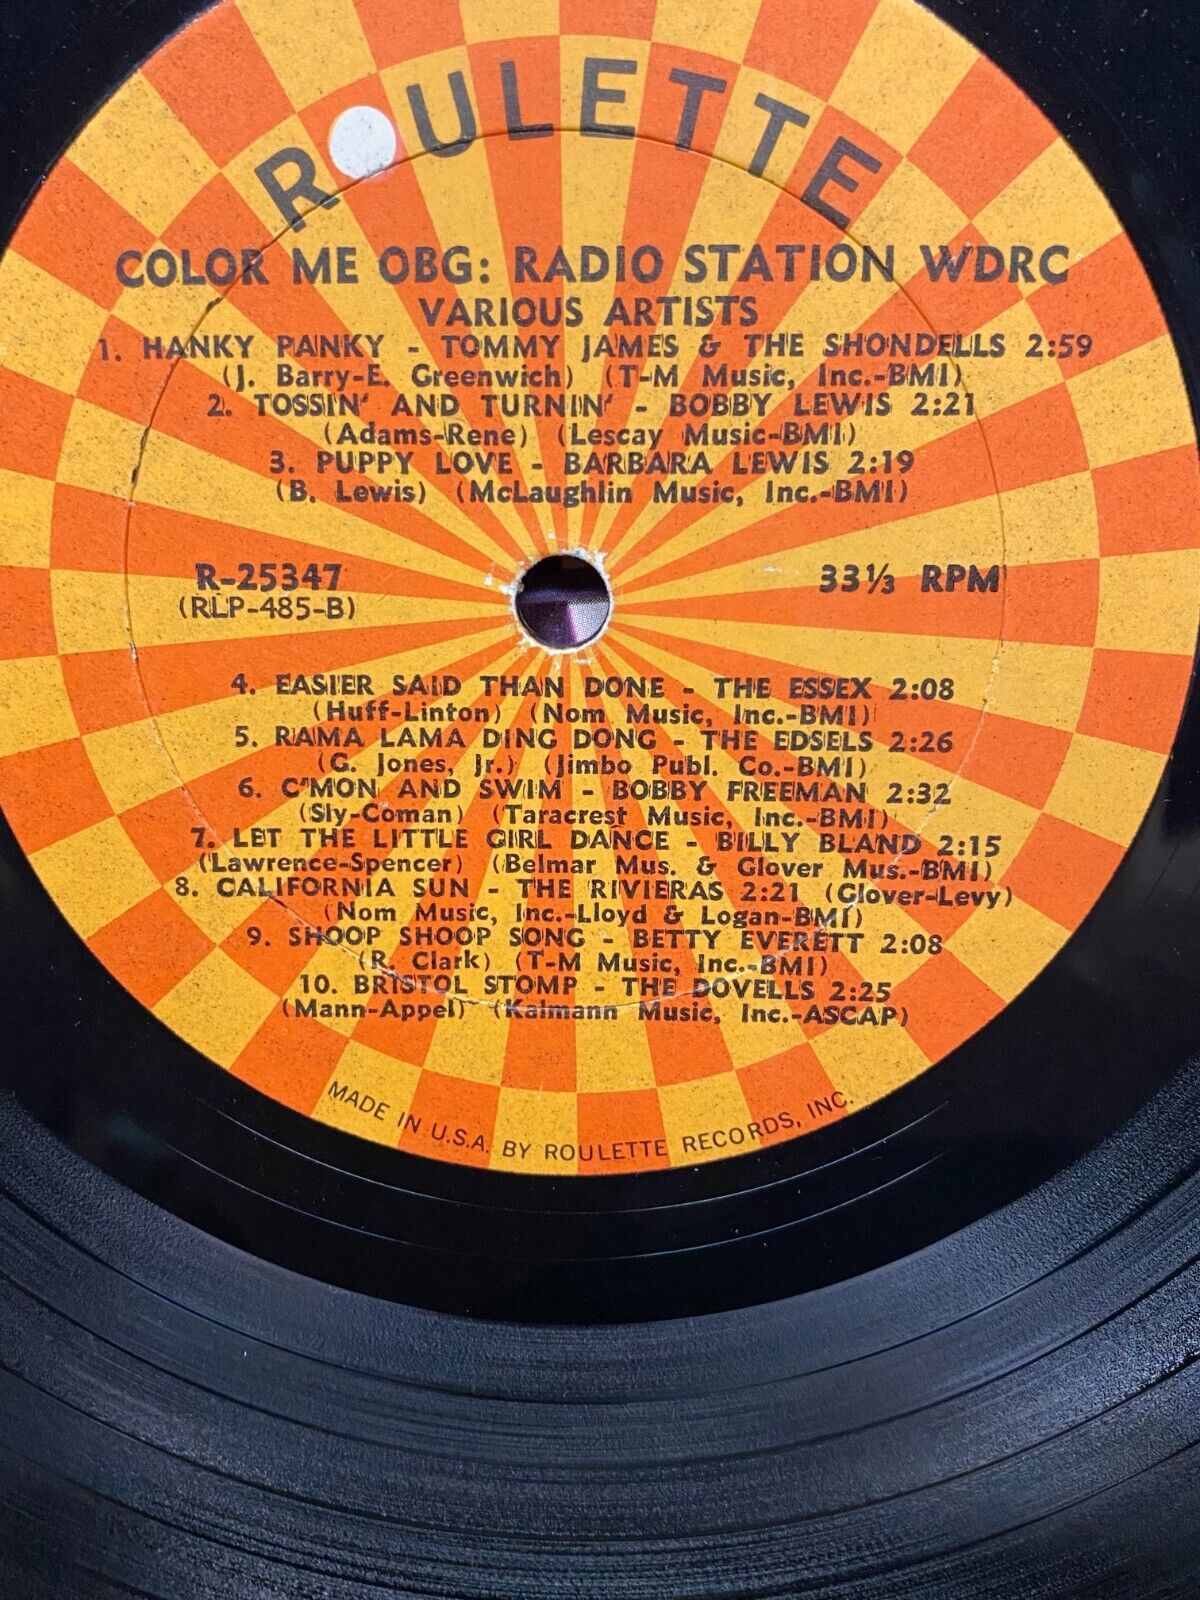 ROULETTE
COLOR ME OBG: RADIO STATION WDRC
VARIOUS ARTISTS
1. HANKY PANKY - TOMMY JAMES & THE SHONDELLS 2:59
(J. Barry-E. Greenwich) (T-M Music, Inc.-BMI)
2. TOSSIN' AND TURNIN' - BOBBY LEWIS 2:21
(Adams-Rene) (Lescay Music-BMI)
3. PUPPY LOVE - BARBARA LEWIS 2:19
(B. Lewis) (McLaughlin Music, Inc.-BMI)
R-25347 33⅓ RPM
(RLP-485-B)
4. EASIER SAID THAN DONE - THE ESSEX 2:08
(Huff-Linton) (Nom Music, Inc.-BMI)
5. RAMA LAMA DING DONG - THE EDSELS 2:26
(G. Jones, Jr.) (Jimbo Publ. Co.-BMI)
6. C'MON AND SWIM - BOBBY FREEMAN 2:32
(Sly-Coman) (Taracrest Music, Inc.-BMI)
7. LET THE LITTLE GIRL DANCE - BILLY BLAND 2:15
(Lawrence-Spencer) (Belmar Mus. & Glover Mus.-BMI)
8. CALIFORNIA SUN - THE RIVIERAS 2:21 (Glover-Levy)
(Nom Music, Inc.-Lloyd & Logan-BMI)
9. SHOOP SHOOP SONG - BETTY EVERETT 2:08
(R. Clark) (T-M Music, Inc.-BMI)
10. BRISTOL STOMP - THE DOVELLS 2:25
(Mann-Appel) (Kalmann Music, Inc.-ASCAP)
MADE IN U.S.A. BY ROULETTE RECORDS, INC.